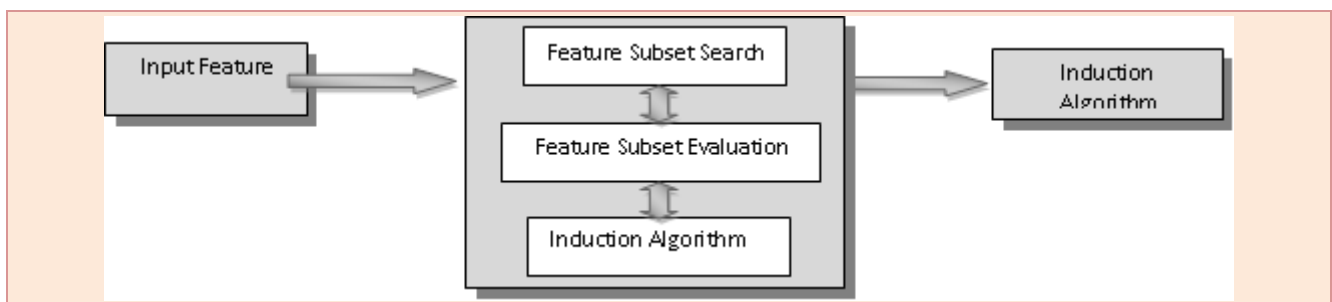 Input Feature
Feature Subset Search
Feature Subset Evaluation
Induction Algorithm
Induction
Algorithm